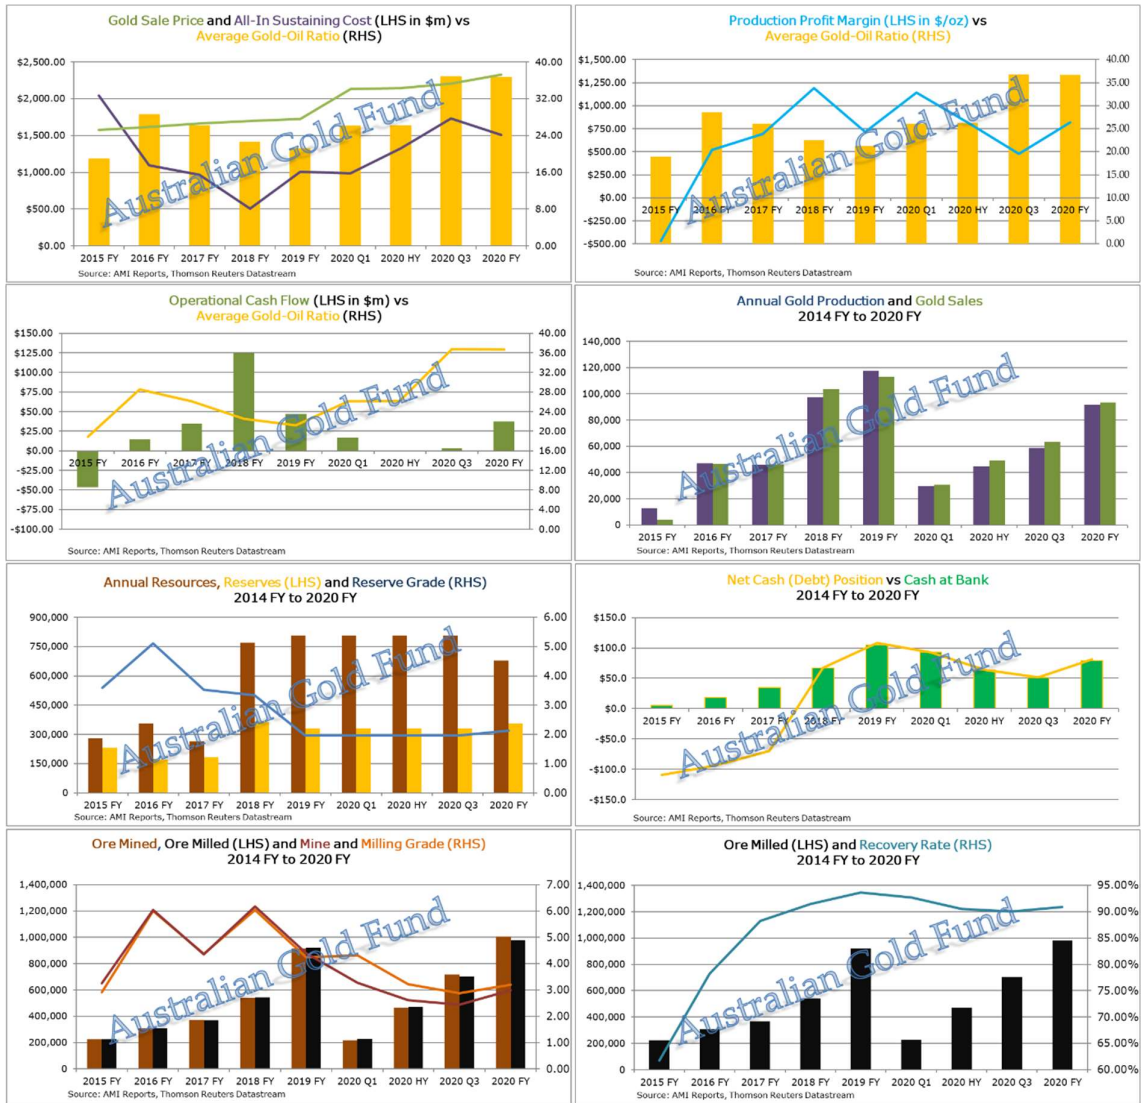 Gold Sale Price and All-In Sustaining Cost (LHS in $m) vs
Average Gold-Oil Ratio (RHS)
$2,500.00
$2,000.00
$1,500.00
$1,000.00
$500.00
$0.00
40.00
32.00
24.00
16.00
8.00
0.00
2015 FY 2016 FY 2017 FY 2018 FY 2019 FY 2020 Q1 2020 HY 2020 Q3 2020 FY
Source: AMI Reports, Thomson Reuters Datastream
Australian Gold Fund
Production Profit Margin (LHS in $/oz) vs
Average Gold-Oil Ratio (RHS)
$1,500.00
$1,250.00
$1,000.00
$750.00
$500.00
$250.00
$0.00
-$250.00
-$500.00
40.00
35.00
30.00
25.00
20.00
15.00
10.00
5.00
0.00
2015 FY 2016 FY 2017 FY 2018 FY 2019 FY 2020 Q1 2020 HY 2020 Q3 2020 FY
Source: AMI Reports, Thomson Reuters Datastream
Australian Gold Fund
Operational Cash Flow (LHS in $m) vs
Average Gold-Oil Ratio (RHS)
$150.00
$125.00
$100.00
$75.00
$50.00
$25.00
$0.00
-$25.00
-$50.00
-$75.00
-$100.00
40.00
36.00
32.00
28.00
24.00
20.00
16.00
12.00
8.00
4.00
0.00
2015 FY 2016 FY 2017 FY 2018 FY 2019 FY 2020 Q1 2020 HY 2020 Q3 2020 FY
Source: AMI Reports, Thomson Reuters Datastream
Australian Gold Fund
Annual Gold Production and Gold Sales
2014 FY to 2020 FY
140,000
120,000
100,000
80,000
60,000
40,000
20,000
0
2015 FY 2016 FY 2017 FY 2018 FY 2019 FY 2020 Q1 2020 HY 2020 Q3 2020 FY
Source: AMI Reports, Thomson Reuters Datastream
Australian Gold Fund
Annual Resources, Reserves (LHS) and Reserve Grade (RHS)
2014 FY to 2020 FY
900,000
750,000
600,000
450,000
300,000
150,000
0
6.00
5.00
4.00
3.00
2.00
1.00
0.00
2015 FY 2016 FY 2017 FY 2018 FY 2019 FY 2020 Q1 2020 HY 2020 Q3 2020 FY
Source: AMI Reports, Thomson Reuters Datastream
Australian Gold Fund
Net Cash (Debt) Position vs Cash at Bank
2014 FY to 2020 FY
$150.0
$100.0
$50.0
$0.0
-$50.0
-$100.0
-$150.0
2015 FY 2016 FY 2017 FY 2018 FY 2019 FY 2020 Q1 2020 HY 2020 Q3 2020 FY
Source: AMI Reports, Thomson Reuters Datastream
Australian Gold Fund
Ore Mined, Ore Milled (LHS) and Mine and Milling Grade (RHS)
2014 FY to 2020 FY
1,400,000
1,200,000
1,000,000
800,000
600,000
400,000
200,000
0
7.00
6.00
5.00
4.00
3.00
2.00
1.00
0.00
2015 FY 2016 FY 2017 FY 2018 FY 2019 FY 2020 Q1 2020 HY 2020 Q3 2020 FY
Source: AMI Reports, Thomson Reuters Datastream
Australian Gold Fund
Ore Milled (LHS) and Recovery Rate (RHS)
2014 FY to 2020 FY
1,400,000
1,200,000
1,000,000
800,000
600,000
400,000
200,000
0
95.00%
90.00%
85.00%
80.00%
75.00%
70.00%
65.00%
60.00%
2015 FY 2016 FY 2017 FY 2018 FY 2019 FY 2020 Q1 2020 HY 2020 Q3 2020 FY
Source: AMI Reports, Thomson Reuters Datastream
Australian Gold Fund